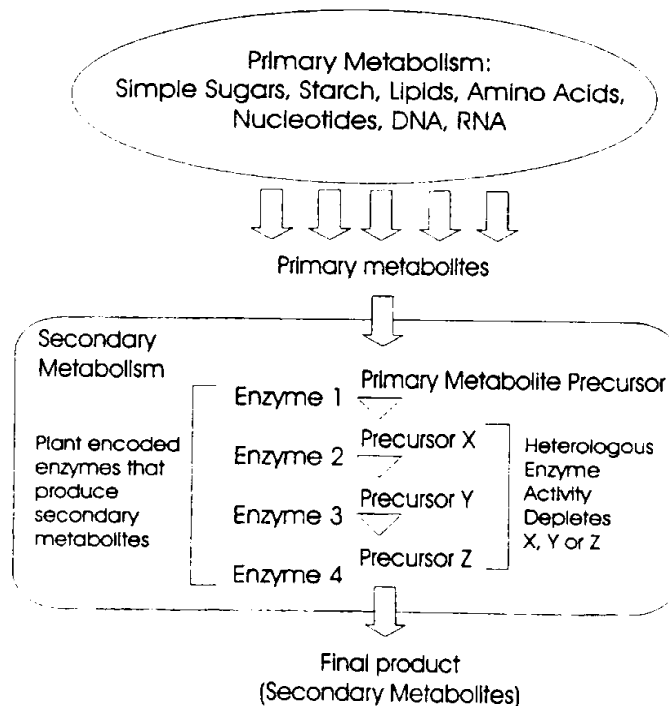 Primary Metabolism:
Simple Sugars, Starch, Lipids, Amino Acids,
Nucleotides, DNA, RNA
Primary metabolites
Secondary
Metabolism
Primary Metabolite Precursor
Enzyme 1
Plant encoded
enzymes that
produce
secondary
metabolites
Precursor X
Enzyme 2
Precursor Y
Enzyme 3
Precursor Z
Enzyme 4
Heterologous
Enzyme
Activity
Depletes
X, Y or Z
Final product
(Secondary Metabolites)